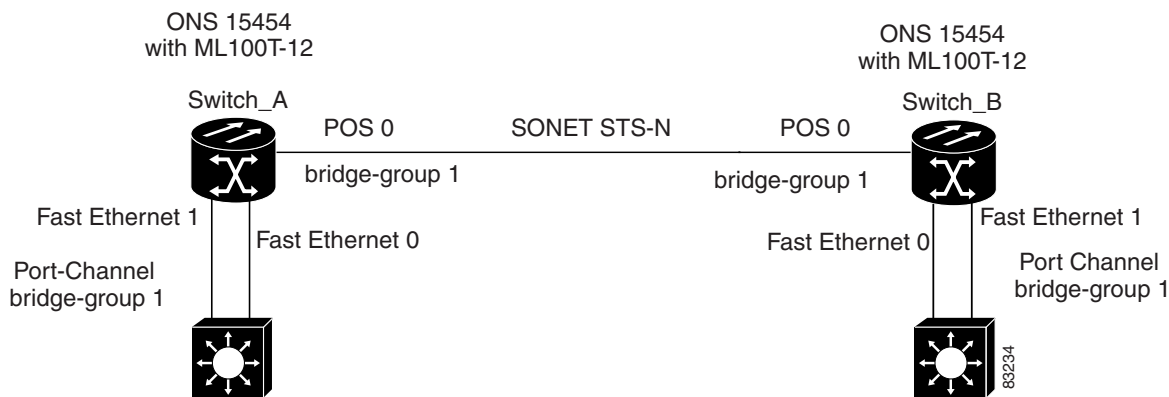 ONS 15454
with ML100T-12
ONS 15454
with ML100T-12
Switch_A
Switch_B
POS 0
SONET STS-N
POS 0
bridge-group 1
bridge-group 1
Fast Ethernet 1
Fast Ethernet 0
Fast Ethernet 0
Fast Ethernet 1
Port-Channel
bridge-group 1
Port Channel
bridge-group 1
83234